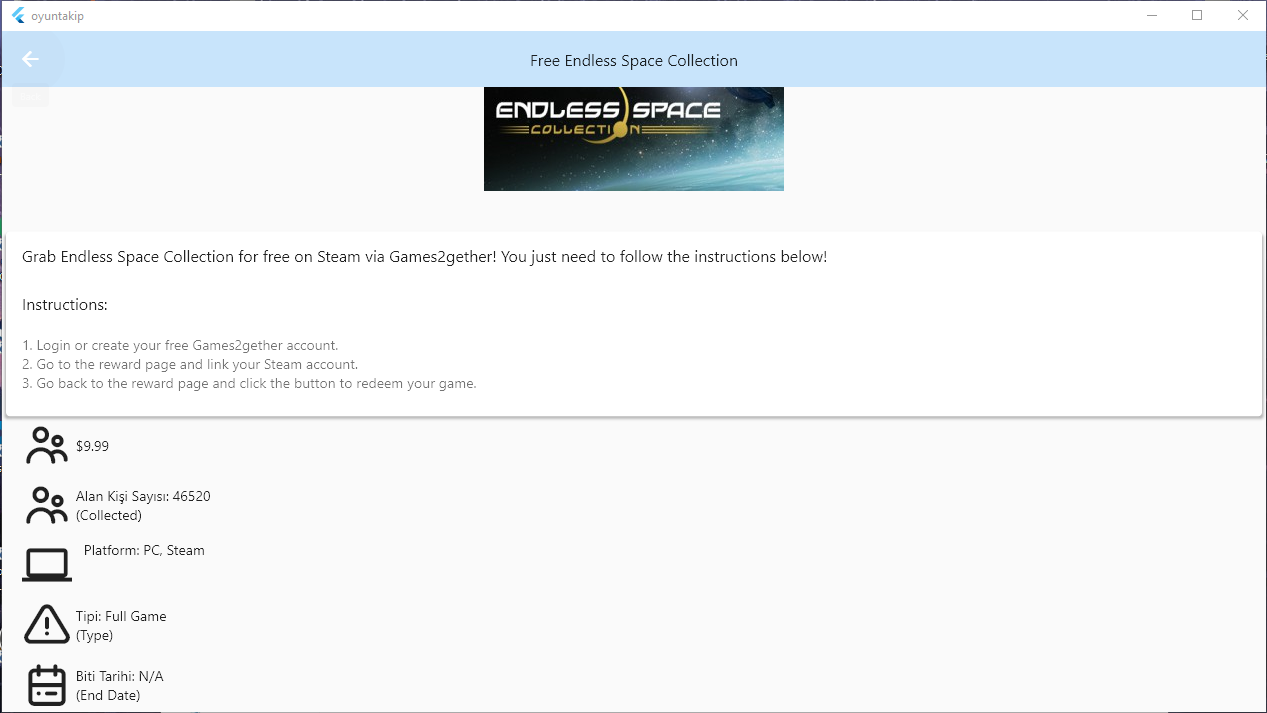 oyuntakip
Free Endless Space Collection
ENDLESS SPACE
COLLECTION
Grab Endless Space Collection for free on Steam via Games2gether! You just need to follow the instructions below!
Instructions:
1. Login or create your free Games2gether account.
2. Go to the reward page and link your Steam account.
3. Go back to the reward page and click the button to redeem your game.
$9.99
Alan Kişi Sayısı: 46520
(Collected)
Platform: PC, Steam
Tipi: Full Game
(Type)
Biti Tarihi: N/A
(End Date)